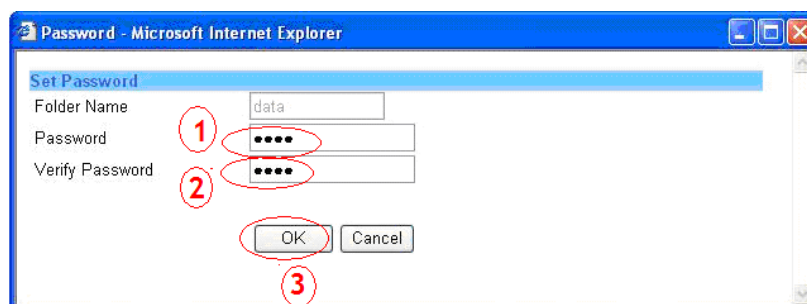 Password - Microsoft Internet Explorer
Set Password
Folder Name data
1
Password ••••
Verify Password ••••
2
OK Cancel
3